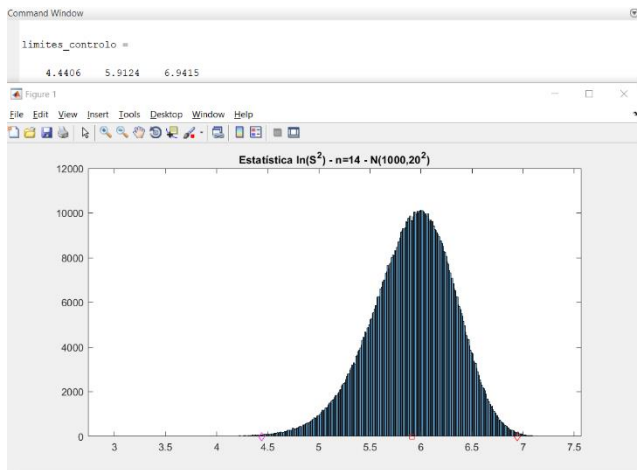 Command Window
limites_controlo =
4.4406 5.9124 6.9415
Figure 1
File Edit View Insert Tools Desktop Window Help
Estatística ln(S²) - n=14 - N(1000,20²)
12000
10000
8000
6000
4000
2000
0
3 3.5 4 4.5 5 5.5 6 6.5 7 7.5